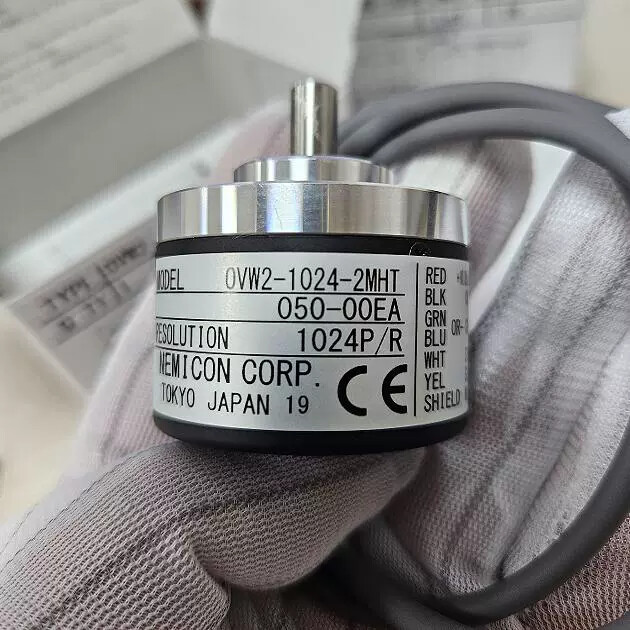 MODEL OVW2-1024-2MHT
050-00EA
RESOLUTION 1024P/R
NEMICON CORP.
TOKYO JAPAN 19
CE
RED
BLK
GRN
BLU
WHT
YEL
SHIELD